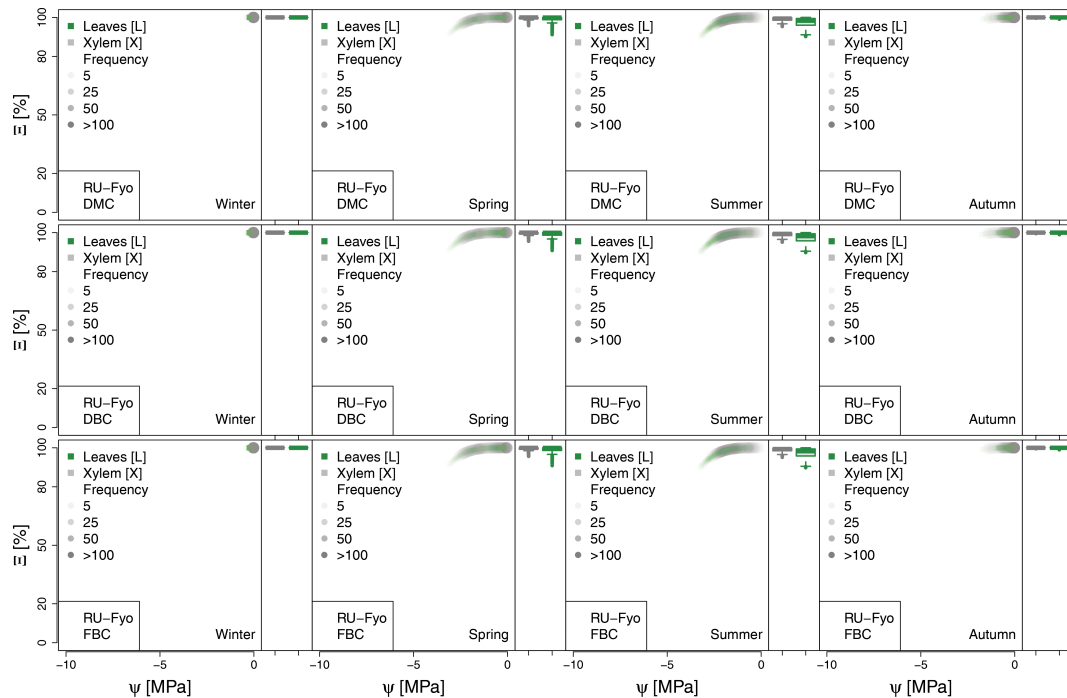 Ξ [%]
100
80
50
20
0
Leaves [L]
Xylem [X]
Frequency
5
25
50
>100
RU−Fyo
DMC
Winter
Leaves [L]
Xylem [X]
Frequency
5
25
50
>100
RU−Fyo
DMC
Spring
Leaves [L]
Xylem [X]
Frequency
5
25
50
>100
RU−Fyo
DMC
Summer
Leaves [L]
Xylem [X]
Frequency
5
25
50
>100
RU−Fyo
DMC
Autumn
Ξ [%]
100
80
50
20
0
Leaves [L]
Xylem [X]
Frequency
5
25
50
>100
RU−Fyo
DBC
Winter
Leaves [L]
Xylem [X]
Frequency
5
25
50
>100
RU−Fyo
DBC
Spring
Leaves [L]
Xylem [X]
Frequency
5
25
50
>100
RU−Fyo
DBC
Summer
Leaves [L]
Xylem [X]
Frequency
5
25
50
>100
RU−Fyo
DBC
Autumn
Ξ [%]
100
80
50
20
0
Leaves [L]
Xylem [X]
Frequency
5
25
50
>100
RU−Fyo
FBC
Winter
Leaves [L]
Xylem [X]
Frequency
5
25
50
>100
RU−Fyo
FBC
Spring
Leaves [L]
Xylem [X]
Frequency
5
25
50
>100
RU−Fyo
FBC
Summer
Leaves [L]
Xylem [X]
Frequency
5
25
50
>100
RU−Fyo
FBC
Autumn
−10 −5 0
−10 −5 0
−10 −5 0
−10 −5 0
ψ [MPa]
ψ [MPa]
ψ [MPa]
ψ [MPa]